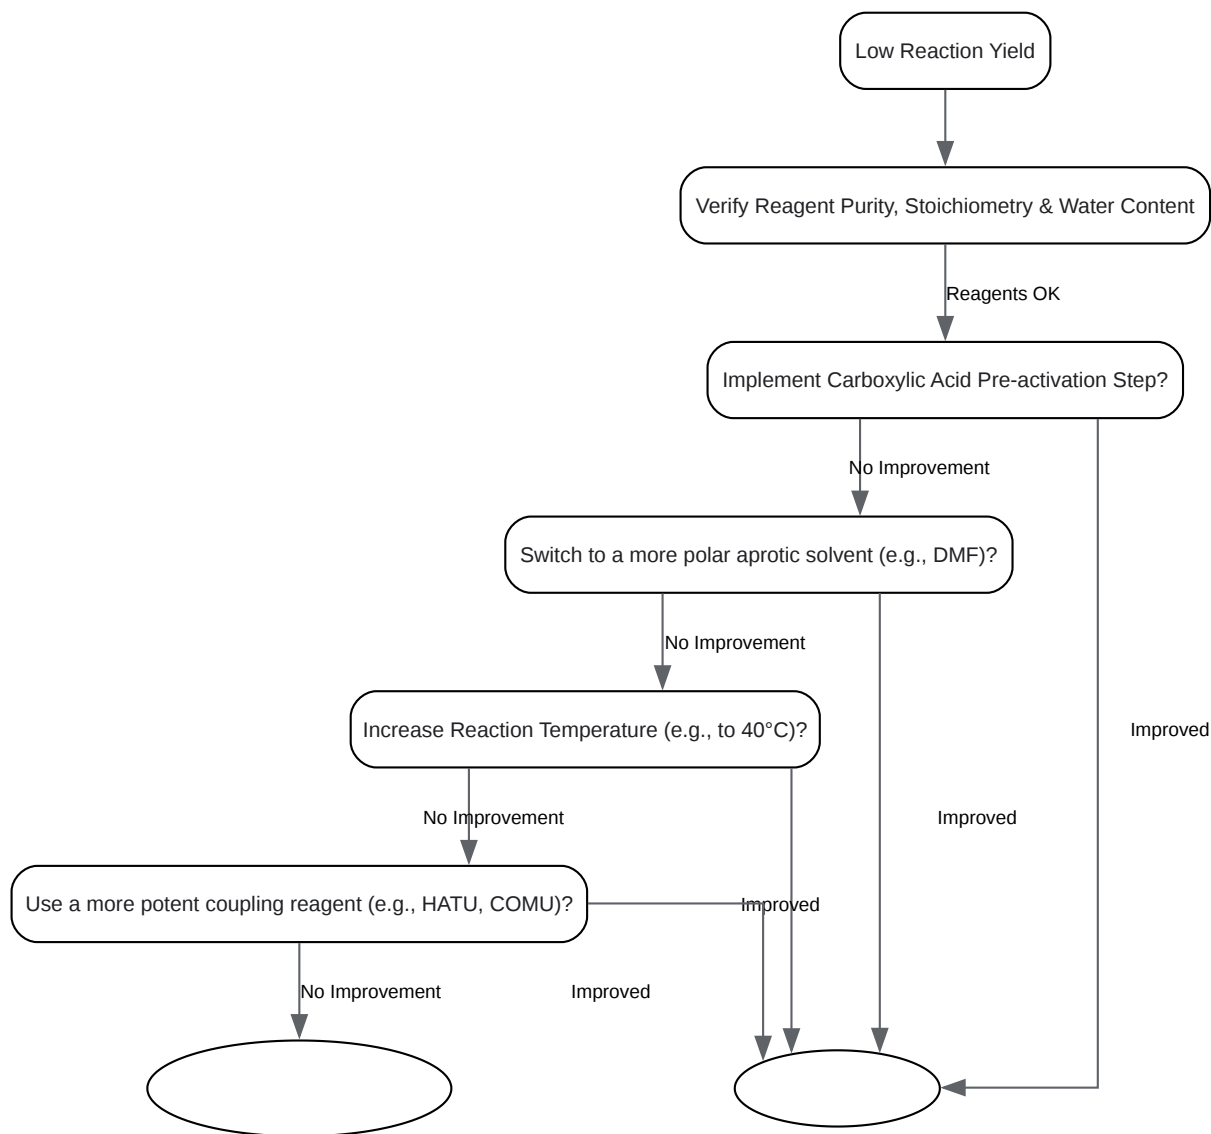 Low Reaction Yield
Verify Reagent Purity, Stoichiometry & Water Content
Reagents OK
Implement Carboxylic Acid Pre-activation Step?
No Improvement
Switch to a more polar aprotic solvent (e.g., DMF)?
No Improvement
Increase Reaction Temperature (e.g., to 40°C)?
Improved
No Improvement
Improved
Use a more potent coupling reagent (e.g., HATU, COMU)?
Improved
No Improvement
Improved